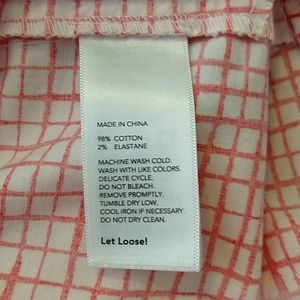 MADE IN CHINA
98% COTTON
2% ELASTANE
MACHINE WASH COLD.
WASH WITH LIKE COLORS.
DELICATE CYCLE.
DO NOT BLEACH.
REMOVE PROMPTLY.
TUMBLE DRY LOW.
COOL IRON IF NECESSARY.
DO NOT DRY CLEAN.
Let Loose!